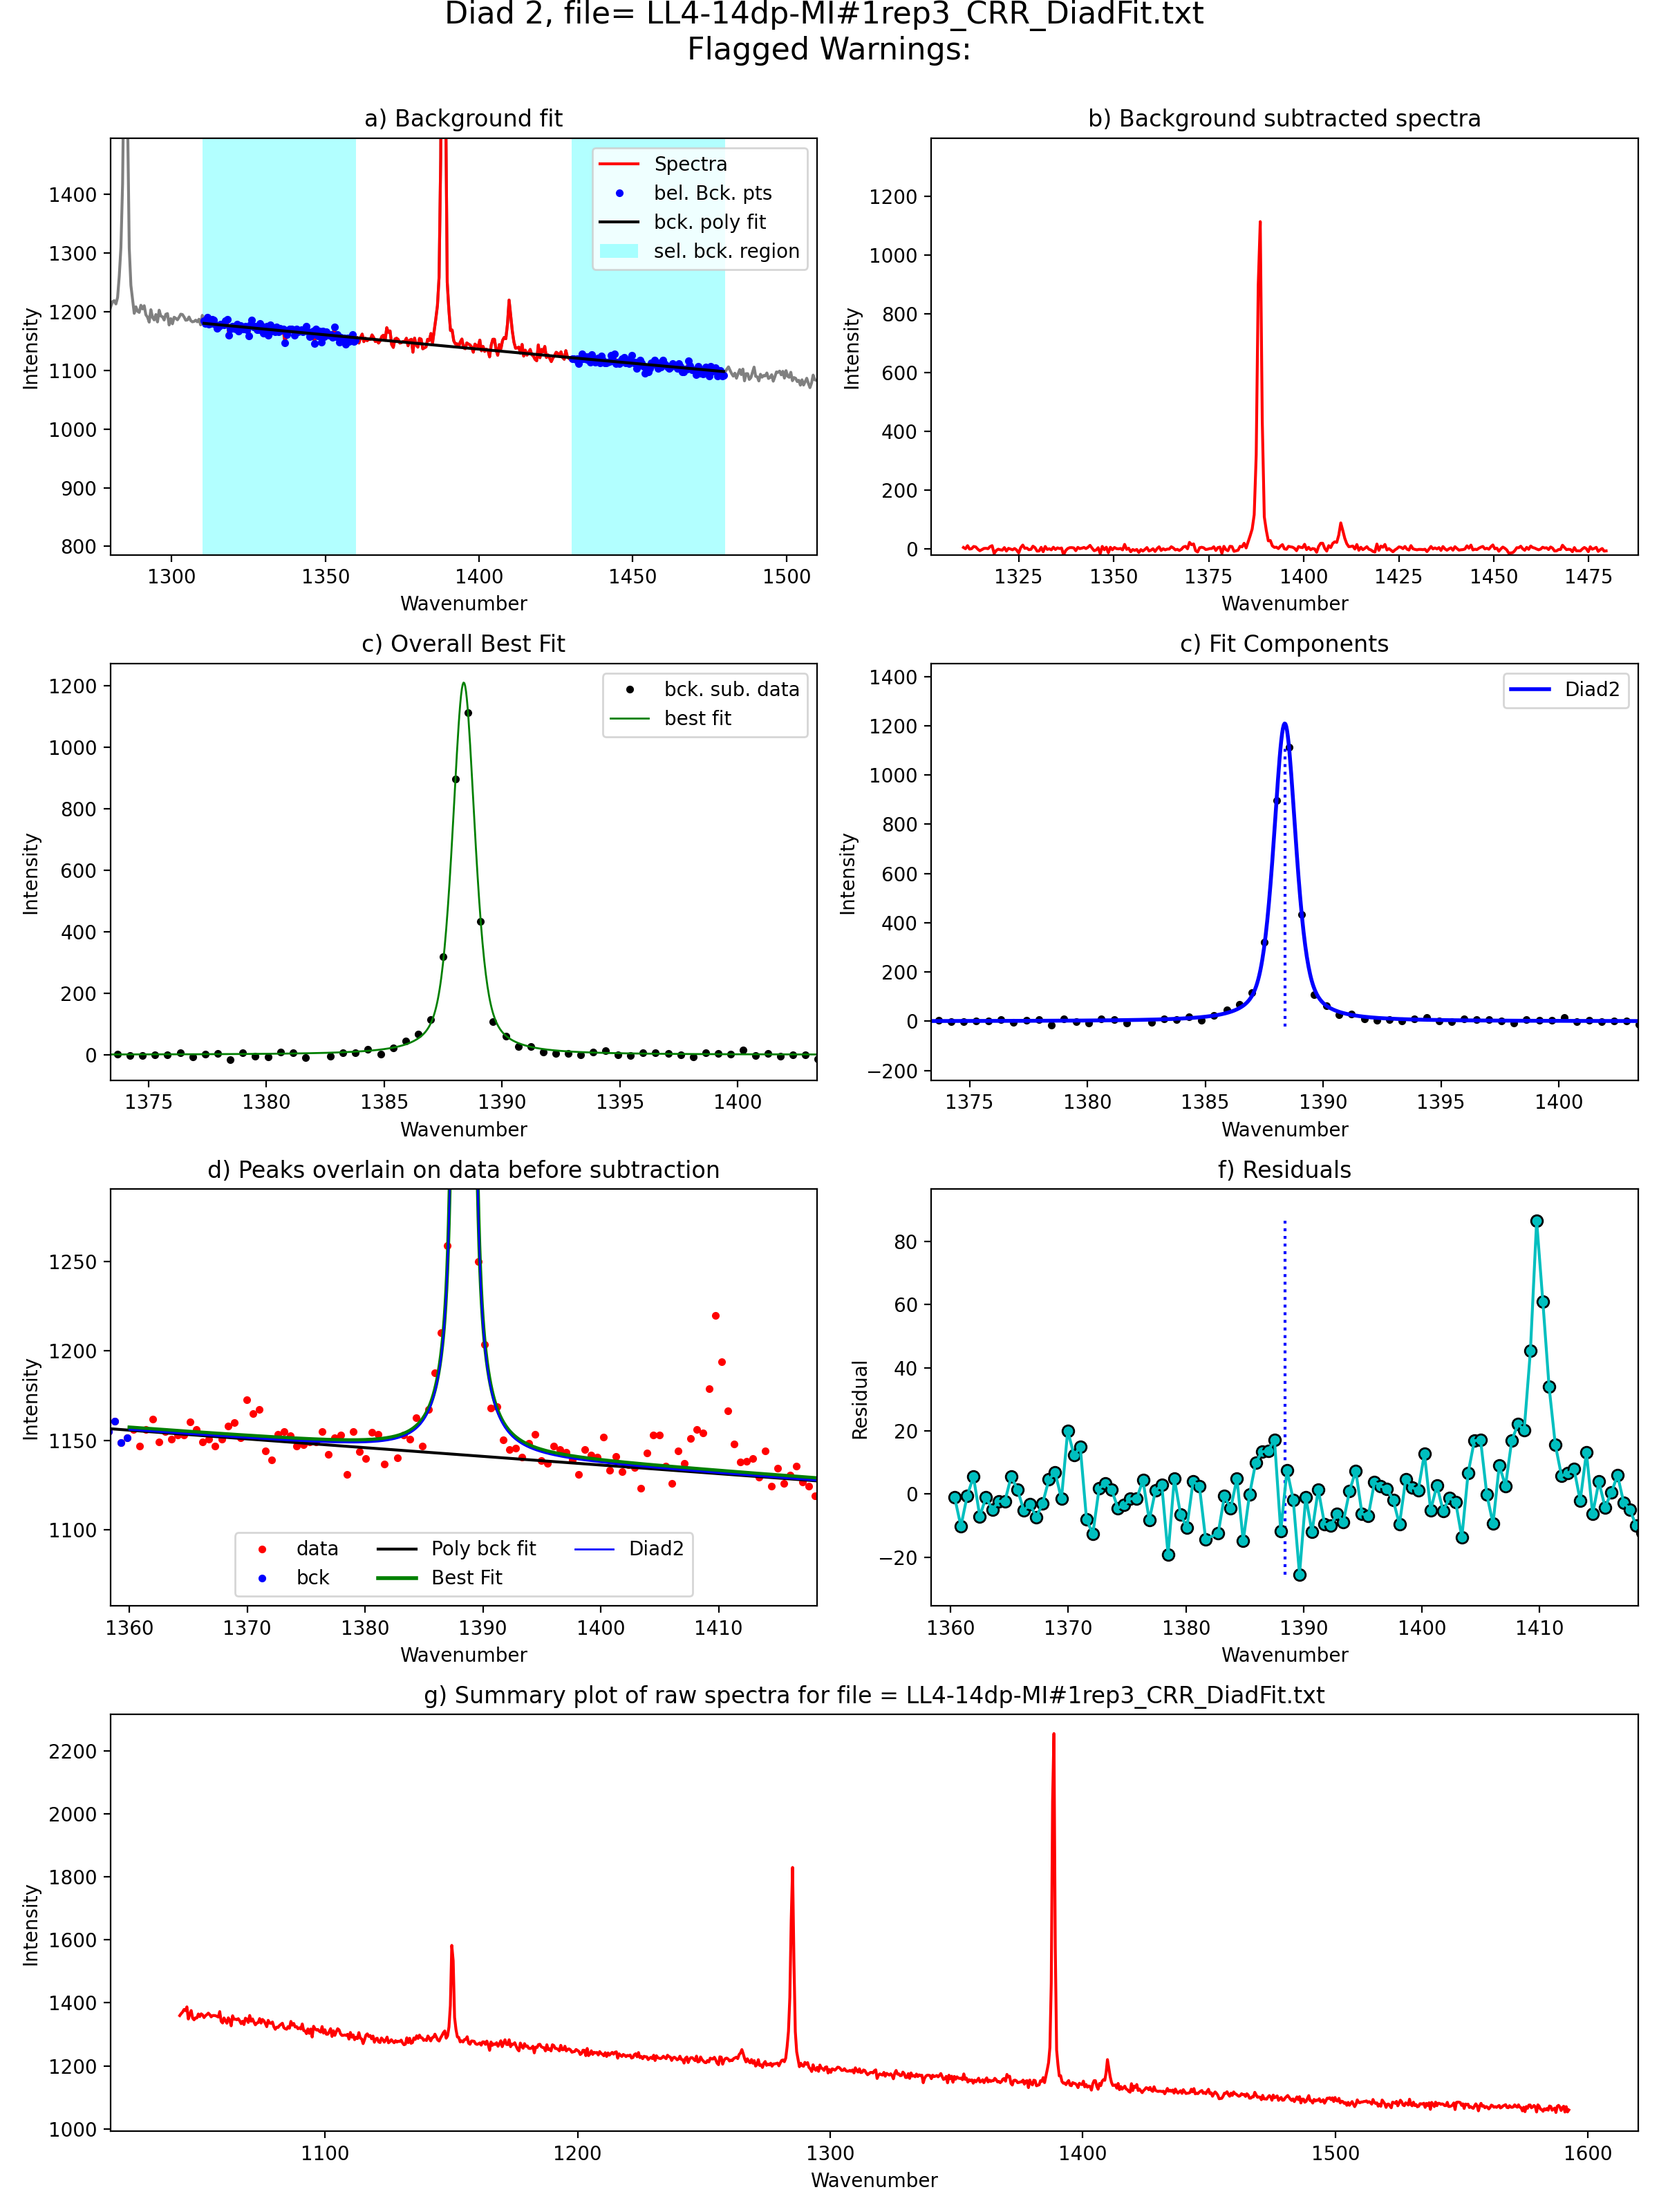 Diad 2, file= LL4-14dp-MI#1rep3_CRR_DiadFit.txt
Flagged Warnings:
a) Background fit
Intensity
1400
1300
1200
1100
1000
900
800
Spectra
bel. Bck. pts
bck. poly fit
sel. bck. region
1300 1350 1400 1450 1500
Wavenumber
b) Background subtracted spectra
Intensity
1200
1000
800
600
400
200
0
1325 1350 1375 1400 1425 1450 1475
Wavenumber
c) Overall Best Fit
Intensity
1200
1000
800
600
400
200
0
bck. sub. data
best fit
1375 1380 1385 1390 1395 1400
Wavenumber
c) Fit Components
Intensity
1400
1200
1000
800
600
400
200
0
−200
Diad2
1375 1380 1385 1390 1395 1400
Wavenumber
d) Peaks overlain on data before subtraction
Intensity
1250
1200
1150
1100
data
bck
Poly bck fit
Best Fit
Diad2
1360 1370 1380 1390 1400 1410
Wavenumber
f) Residuals
Residual
80
60
40
20
0
−20
1360 1370 1380 1390 1400 1410
Wavenumber
g) Summary plot of raw spectra for file = LL4-14dp-MI#1rep3_CRR_DiadFit.txt
Intensity
2200
2000
1800
1600
1400
1200
1000
1100 1200 1300 1400 1500 1600
Wavenumber